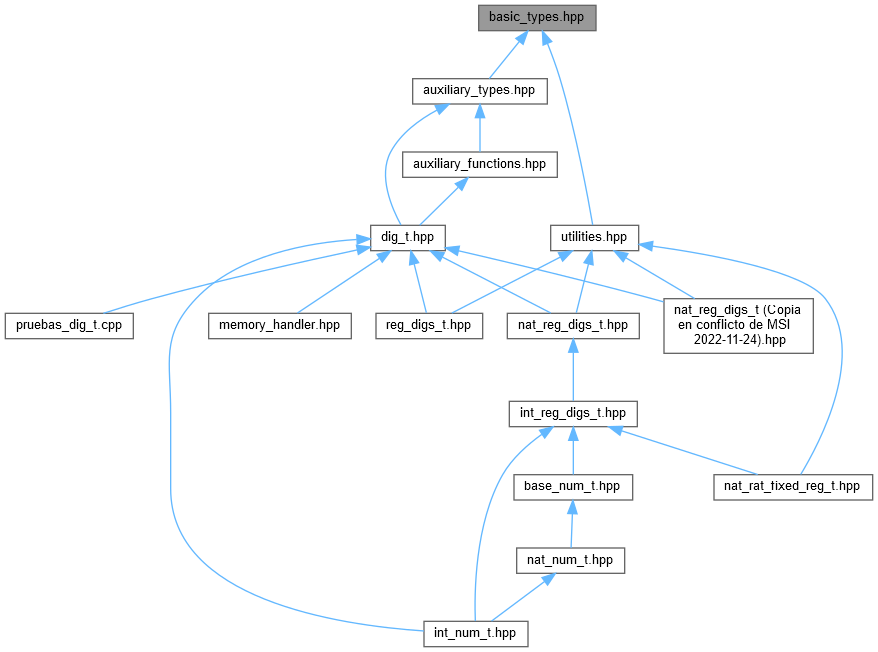 basic_types.hpp
auxiliary_types.hpp
auxiliary_functions.hpp
dig_t.hpp
utilities.hpp
pruebas_dig_t.cpp
memory_handler.hpp
reg_digs_t.hpp
nat_reg_digs_t.hpp
nat_reg_digs_t (Copia
en conflicto de MSI
2022-11-24).hpp
int_reg_digs_t.hpp
base_num_t.hpp
nat_rat_fixed_reg_t.hpp
nat_num_t.hpp
int_num_t.hpp